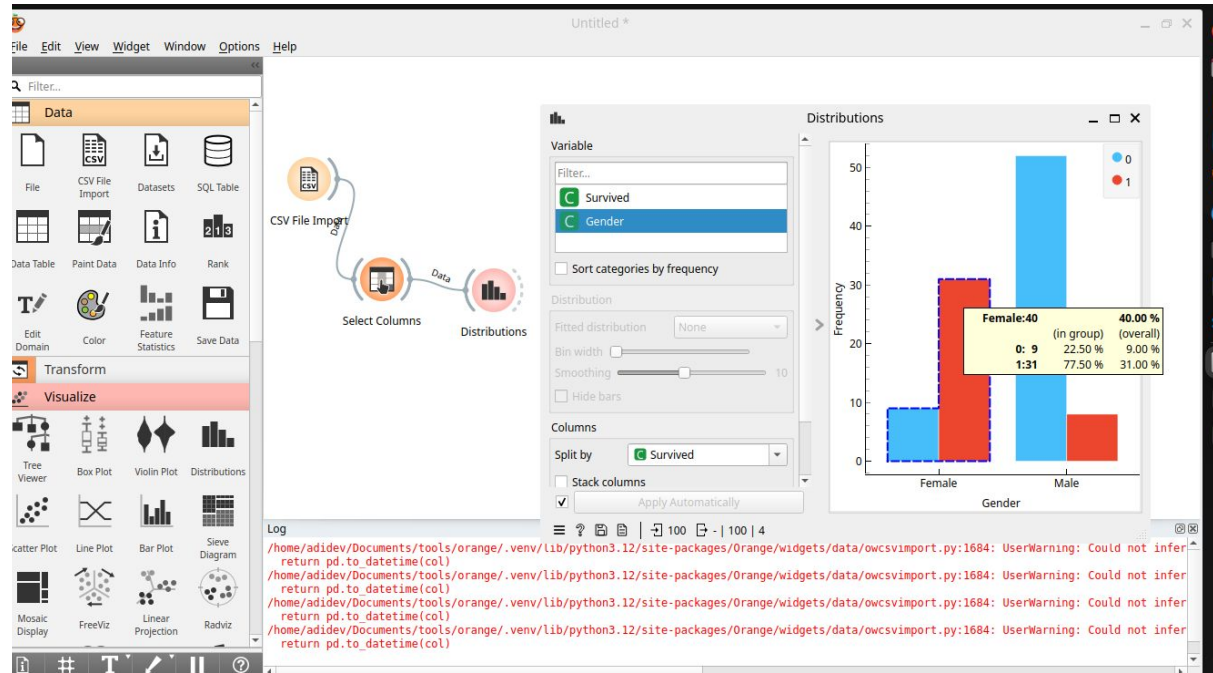 Untitled *
File Edit View Widget Window Options Help
Filter...
Data
File
CSV File Import
Datasets
SQL Table
Data Table
Paint Data
Data Info
Rank
Edit Domain
Color
Feature Statistics
Save Data
Transform
Visualize
Tree Viewer
Box Plot
Violin Plot
Distributions
Scatter Plot
Line Plot
Bar Plot
Sieve Diagram
Mosaic Display
FreeViz
Linear Projection
Radviz
CSV File Import
Data
Select Columns
Data
Distributions
Distributions
Variable
Filter...
C Survived
C Gender
Sort categories by frequency
Distribution
Fitted distribution None
Bin width
Smoothing 10
Hide bars
Columns
Split by C Survived
Stack columns
Apply Automatically
100 - | 100 | 4
Frequency
50
40
30
20
10
0
Female Male
Gender
0
1
Female:40 40.00 %
(in group) (overall)
0: 9 22.50 % 9.00 %
1:31 77.50 % 31.00 %
Log
/home/adidev/Documents/tools/orange/.venv/lib/python3.12/site-packages/Orange/widgets/data/owcsvimport.py:1684: UserWarning: Could not infer
return pd.to_datetime(col)
/home/adidev/Documents/tools/orange/.venv/lib/python3.12/site-packages/Orange/widgets/data/owcsvimport.py:1684: UserWarning: Could not infer
return pd.to_datetime(col)
/home/adidev/Documents/tools/orange/.venv/lib/python3.12/site-packages/Orange/widgets/data/owcsvimport.py:1684: UserWarning: Could not infer
return pd.to_datetime(col)
/home/adidev/Documents/tools/orange/.venv/lib/python3.12/site-packages/Orange/widgets/data/owcsvimport.py:1684: UserWarning: Could not infer
return pd.to_datetime(col)